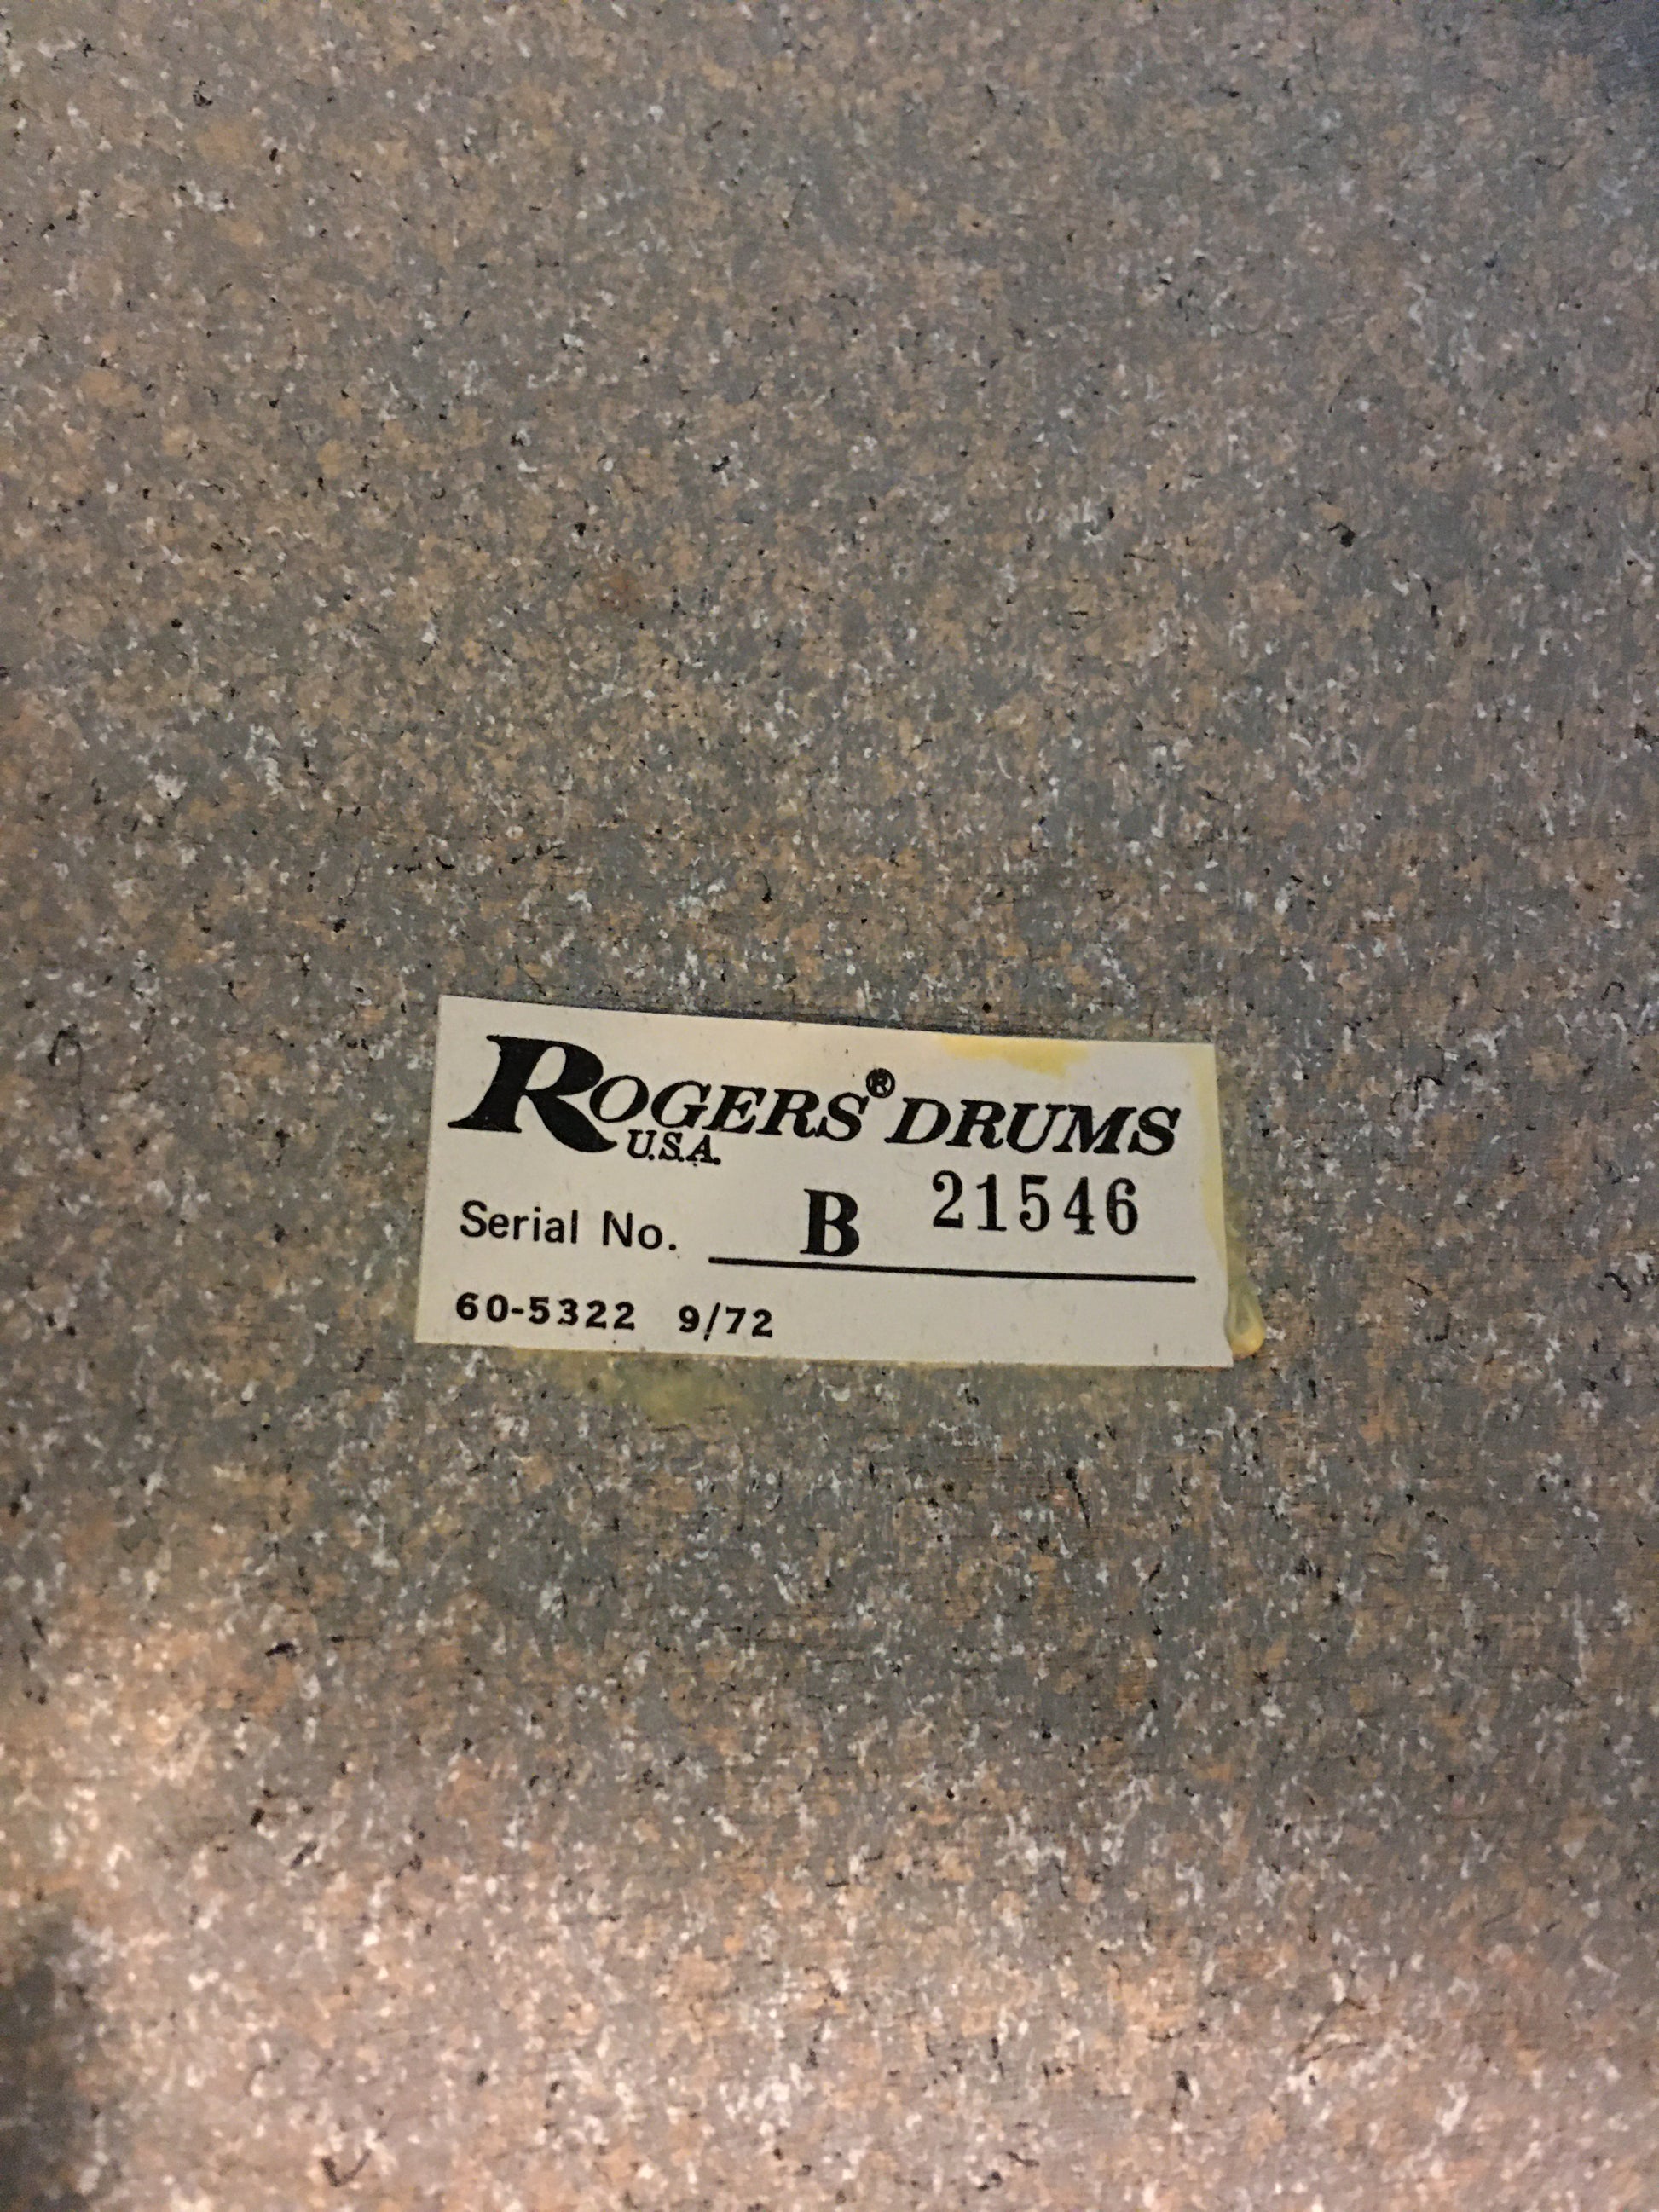 ROGERS® DRUMS
U.S.A.
Serial No. B 21546
60-5322 9/72